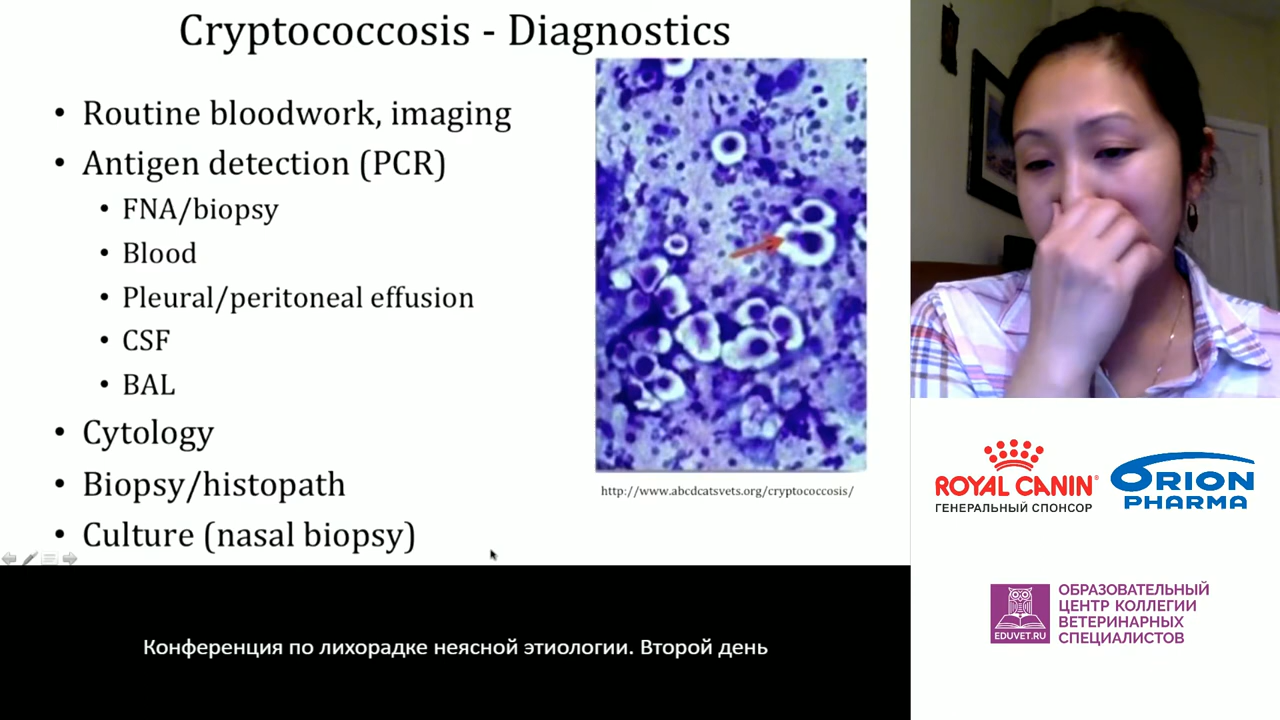 Cryptococcosis - Diagnostics
• Routine bloodwork, imaging
• Antigen detection (PCR)
• FNA/biopsy
• Blood
• Pleural/peritoneal effusion
• CSF
• BAL
• Cytology
• Biopsy/histopath
• Culture (nasal biopsy)
http://www.abcdcatsvets.org/cryptococcosis/
ROYAL CANIN®
ГЕНЕРАЛЬНЫЙ СПОНСОР
ORION
PHARMA
EDUVET.RU
ОБРАЗОВАТЕЛЬНЫЙ
ЦЕНТР КОЛЛЕГИИ
ВЕТЕРИНАРНЫХ
СПЕЦИАЛИСТОВ
Конференция по лихорадке неясной этиологии. Второй день